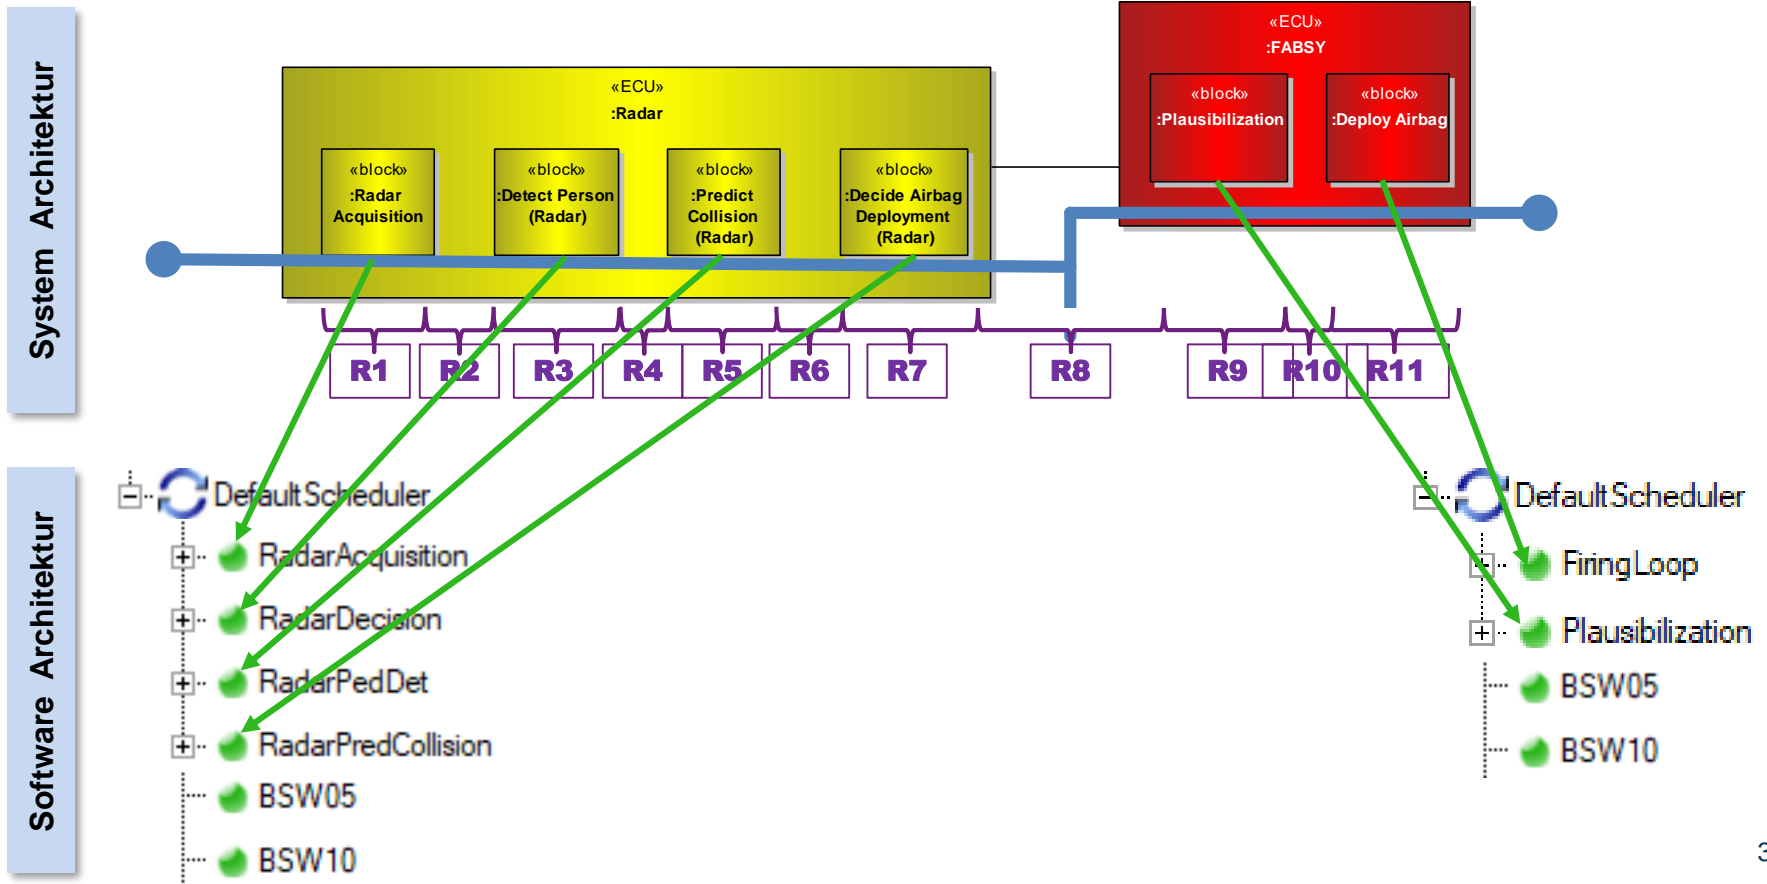 System Architektur
«ECU»
:Radar
«block»
:Radar
Acquisition
«block»
:Detect Person
(Radar)
«block»
:Predict
Collision
(Radar)
«block»
:Decide Airbag
Deployment
(Radar)
«ECU»
:FABSY
«block»
:Plausibilization
«block»
:Deploy Airbag
R1
R2
R3
R4
R5
R6
R7
R8
R9
R10
R11
Software Architektur
DefaultScheduler
RadarAcquisition
RadarDecision
RadarPedDet
RadarPredCollision
BSW05
BSW10
DefaultScheduler
FiringLoop
Plausibilization
BSW05
BSW10
3